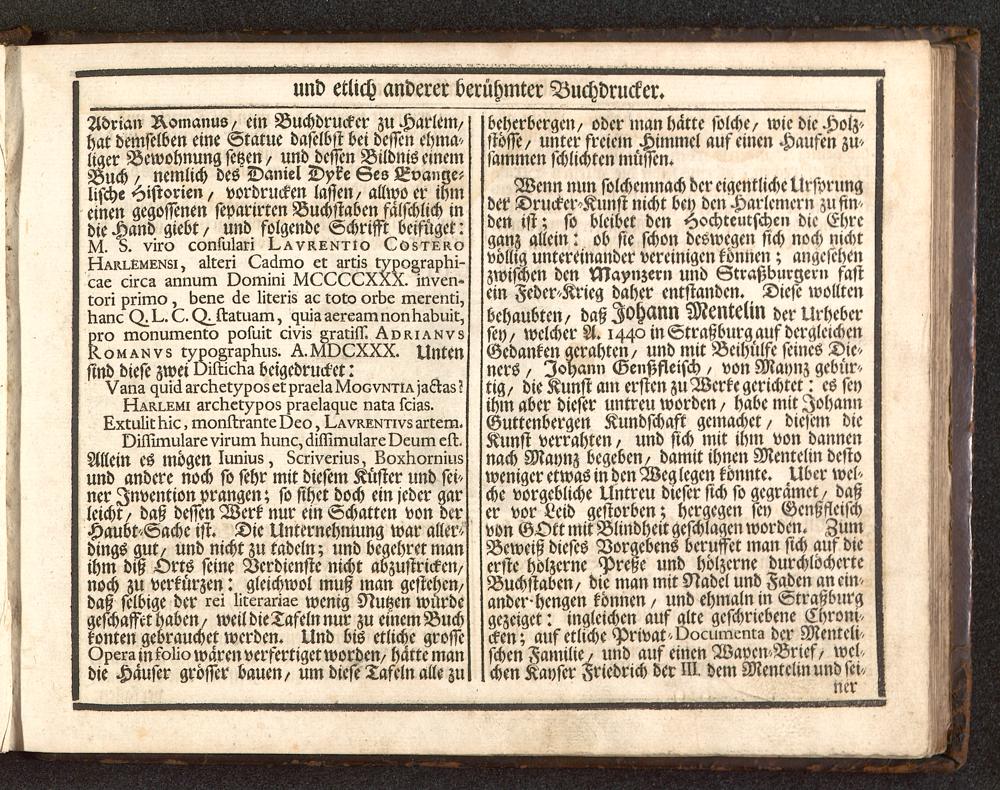 und etlich anderer berühmter Buchdrucker.
Adrian Romanus, ein Buchdrucker zu Harlem,
hat demselben eine Statue daselbst bei dessen ehma-
liger Bewohnung setzen, und dessen Bildnis einem
Buch, nemlich des Daniel Dyke Ses Evange-
lische Historien, vordrucken lassen, allwo er ihm
einen gegossenen separirten Buchstaben fälschlich in
die Hand giebt, und folgende Schrifft beifüget:
M. S. viro consulari LAVRENTIO COSTERO
HARLEMENSI, alteri Cadmo et artis typographi-
cae circa annum Domini MCCCCXXX. inven-
tori primo, bene de literis ac toto orbe merenti,
hanc Q. L. C. Q. statuam, quia aeream non habuit,
pro monumento posuit civis gratiss. ADRIANVS
ROMANVS typographus. A. MDCXXX. Unten
sind diese zwei Disticha beigedrucket:
Vana quid archetypos et praela MOGVNTIA jactas?
HARLEMI archetypos praelaque nata scias.
Extulit hic, monstrante Deo, LAVRENTIVS artem.
Dissimulare virum hunc, dissimulare Deum est.
Allein es mögen Iunius, Scriverius, Boxhornius
und andere noch so sehr mit diesem Küster und sei-
ner Invention prangen; so sihet doch ein jeder gar
leicht, daß dessen Werk nur ein Schatten von der
Haubt-Sache ist. Die Unternehmung war aller-
dings gut, und nicht zu tadeln; und begehret man
ihm diß Orts seine Verdienste nicht abzustricken,
noch zu verkürzen: gleichwol muß man gestehen,
daß selbige der rei literariae wenig Nutzen würde
geschaffet haben, weil die Tafeln nur zu einem Buch
konten gebrauchet werden. Und bis etliche grosse
Opera in folio wären verfertiget worden, hätte man
die Häuser grösser bauen, um diese Tafeln alle zu
beherbergen, oder man hätte solche, wie die Holz-
stösse, unter freiem Himmel auf einen Haufen zu-
sammen schlichten müssen.
Wenn nun solchemnach der eigentliche Ursprung
der Drucker-Kunst nicht bey den Harlemern zu fin-
den ist; so bleibet den Hochteutschen die Ehre
ganz allein: ob sie schon deswegen sich noch nicht
völlig untereinander vereinigen können; angesehen
zwischen den Maynzern und Straßburgern fast
ein Feder-Krieg daher entstanden. Diese wollten
behaubten, daß Johann Mentelin der Urheber
sey, welcher A. 1440 in Straßburg auf dergleichen
Gedanken gerahten, und mit Beihülfe seines Die-
ners, Johann Genßfleisch, von Maynz gebür-
tig, die Kunst am ersten zu Werke gerichtet: es sey
ihm aber dieser untreu worden, habe mit Johann
Guttenbergen Kundschaft gemachet, diesem die
Kunst verrahten, und sich mit ihm von dannen
nach Maynz begeben, damit ihnen Mentelin desto
weniger etwas in den Weg legen könnte. Uber wel-
che vorgebliche Untreu dieser sich so gegrämet, daß
er vor Leid gestorben; hergegen sey Genßfleisch
von GOtt mit Blindheit geschlagen worden. Zum
Beweiß dieses Vorgebens beruffet man sich auf die
erste hölzerne Preße und hölzerne durchlöcherte
Buchstaben, die man mit Nadel und Faden an ein-
ander hengen können, und ehmaln in Straßburg
gezeiget: ingleichen auf alte geschriebene Chroni-
cken; auf etliche Privat-Documenta der Menteli-
schen Familie, und auf einen Wapen-Brief, wel-
chen Kayser Friedrich der III. dem Mentelin und sei-
ner